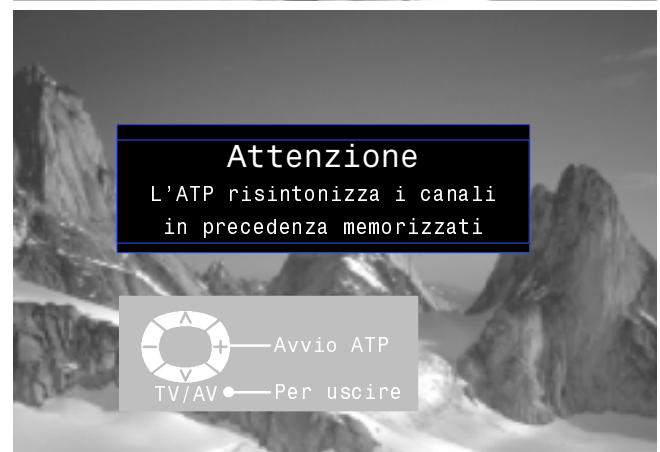 Attenzione
L'ATP risintonizza i canali
in precedenza memorizzati
Avvio ATP
TV/AV Per uscire